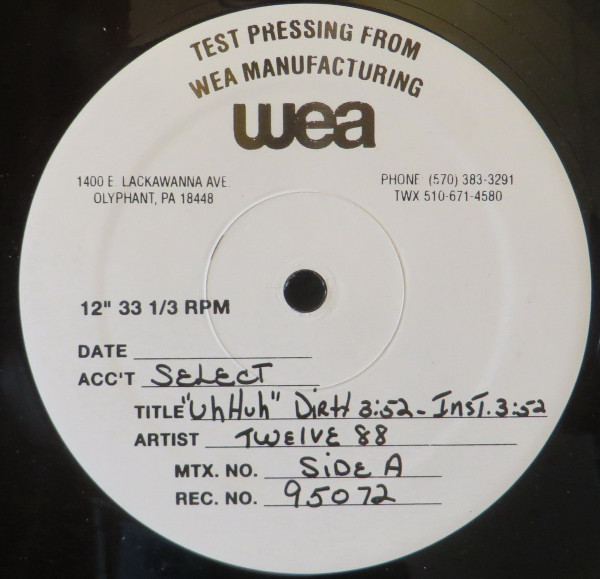 TEST PRESSING FROM
WEA MANUFACTURING
wea
1400 E. LACKAWANNA AVE.
OLYPHANT, PA 18448
PHONE (570) 383-3291
TWX 510-671-4580
12" 33 1/3 RPM
DATE
ACC'T SELECT
TITLE "UhHuh" DiRtY 3:52 - InST. 3:52
ARTIST TWElVE 88
MTX. NO. SiDE A
REC. NO. 95072